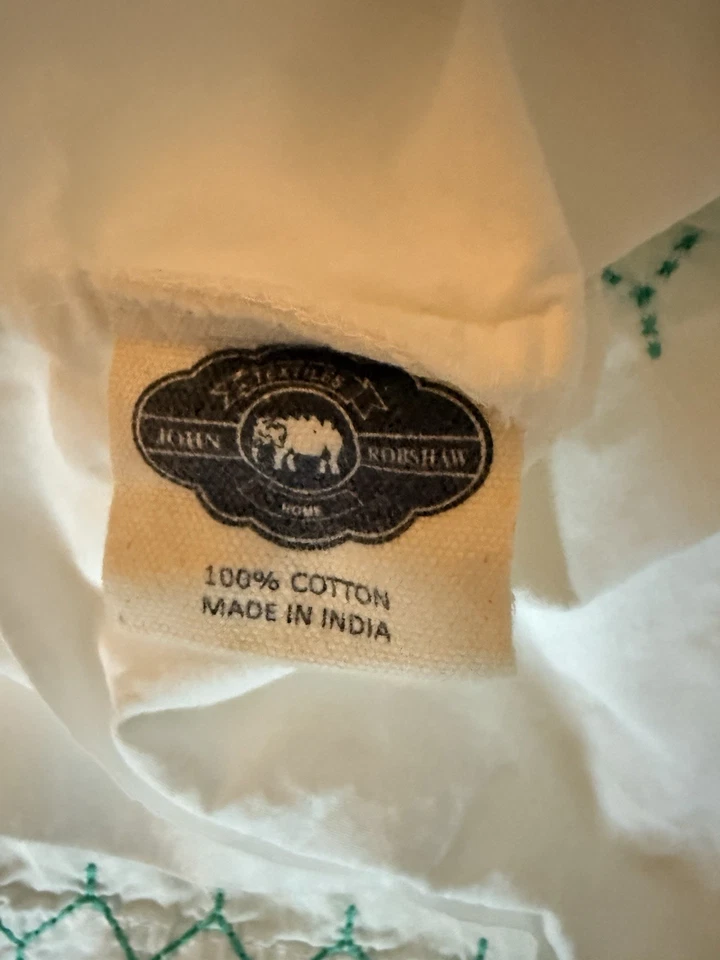 TEXTILES
JOHN ROBSHAW
HOME
100% COTTON
MADE IN INDIA